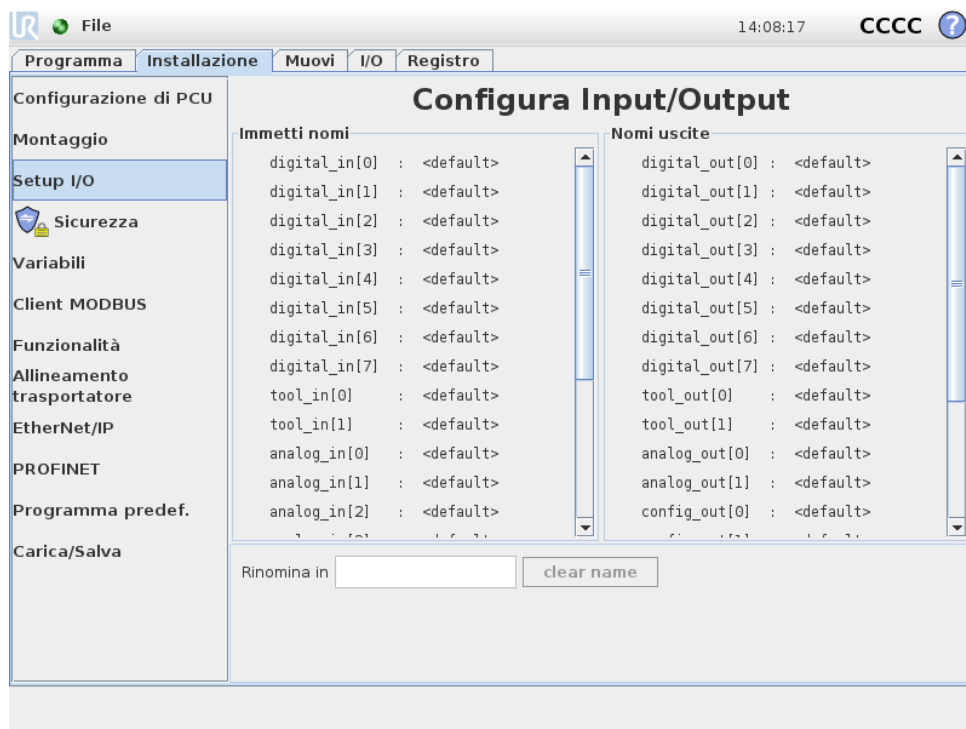 UR File 14:08:17 CCCC ?
Programma Installazione Muovi I/O Registro
Configurazione di PCU
Montaggio
Setup I/O
Sicurezza
Variabili
Client MODBUS
Funzionalità
Allineamento
trasportatore
EtherNet/IP
PROFINET
Programma predef.
Carica/Salva
Configura Input/Output
Immetti nomi
digital_in[0] : <default>
digital_in[1] : <default>
digital_in[2] : <default>
digital_in[3] : <default>
digital_in[4] : <default>
digital_in[5] : <default>
digital_in[6] : <default>
digital_in[7] : <default>
tool_in[0] : <default>
tool_in[1] : <default>
analog_in[0] : <default>
analog_in[1] : <default>
analog_in[2] : <default>
Nomi uscite
digital_out[0] : <default>
digital_out[1] : <default>
digital_out[2] : <default>
digital_out[3] : <default>
digital_out[4] : <default>
digital_out[5] : <default>
digital_out[6] : <default>
digital_out[7] : <default>
tool_out[0] : <default>
tool_out[1] : <default>
analog_out[0] : <default>
analog_out[1] : <default>
config_out[0] : <default>
Rinomina in clear name